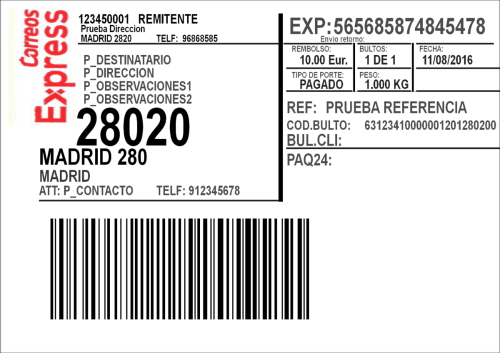 Correos
Express
123450001 REMITENTE
Prueba Direccion
MADRID 2820 TELF: 96868585
P_DESTINATARIO
P_DIRECCION
P_OBSERVACIONES1
P_OBSERVACIONES2
28020
MADRID 280
MADRID
ATT: P_CONTACTO TELF: 912345678
EXP:565685874845478
Envio retorno:
REMBOLSO: BULTOS: FECHA:
10.00 Eur. 1 DE 1 11/08/2016
TIPO DE PORTE: PESO:
PAGADO 1.000 KG
REF: PRUEBA REFERENCIA
COD.BULTO: 63123410000001201280200
BUL.CLI:
PAQ24: